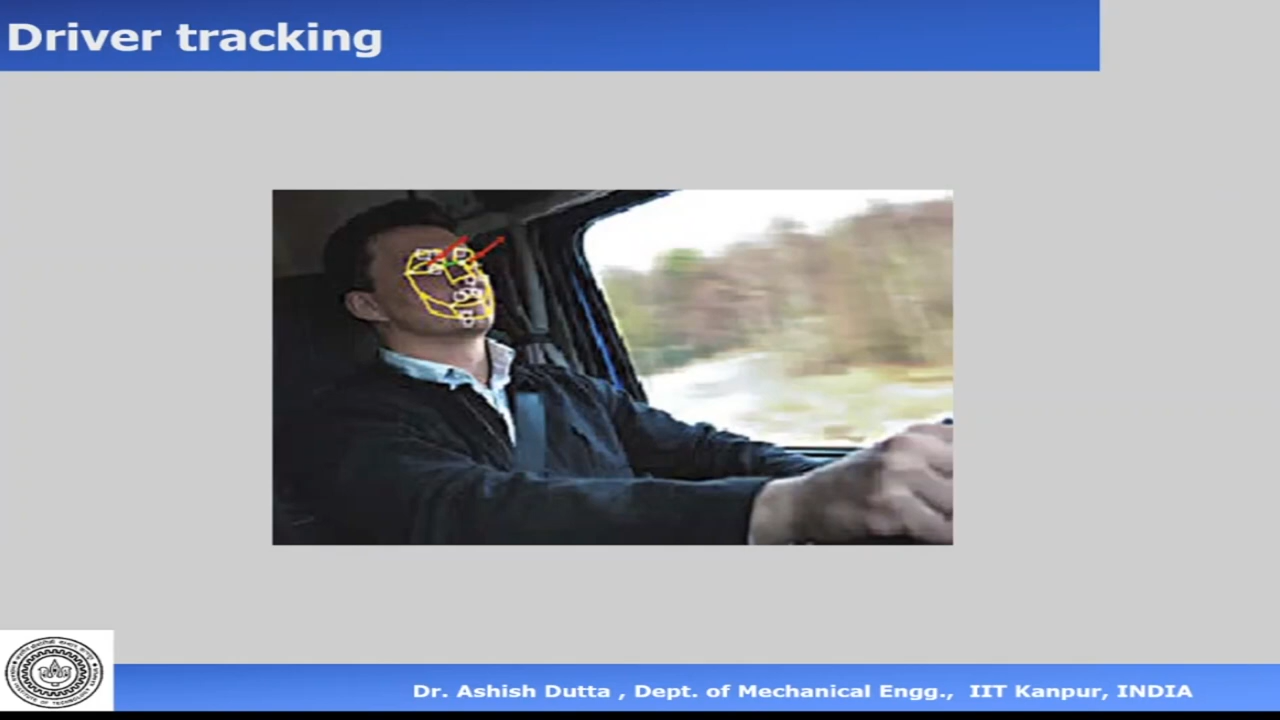 Driver tracking
Dr. Ashish Dutta , Dept. of Mechanical Engg., IIT Kanpur, INDIA